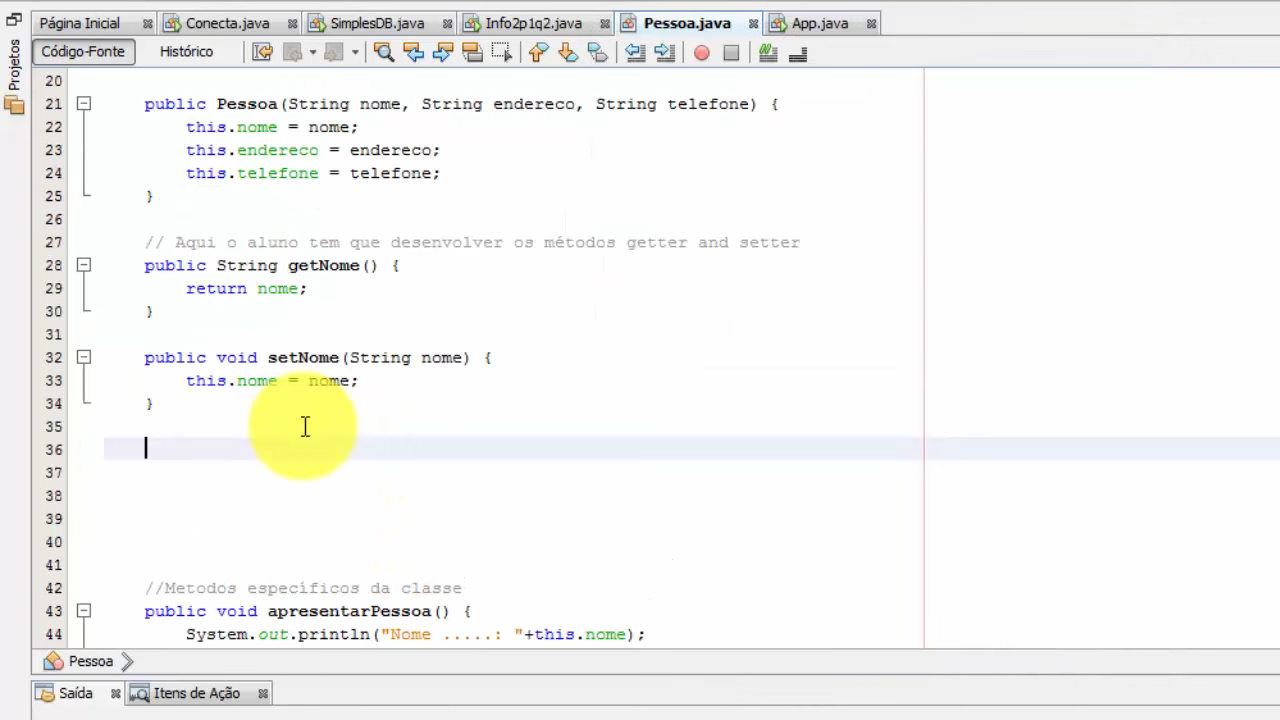 Página Inicial Conecta.java SimplesDB.java Info2p1q2.java Pessoa.java App.java
Projetos
Código-Fonte Histórico
20
21 public Pessoa(String nome, String endereco, String telefone) {
22 this.nome = nome;
23 this.endereco = endereco;
24 this.telefone = telefone;
25 }
26
27 // Aqui o aluno tem que desenvolver os métodos getter and setter
28 public String getNome() {
29 return nome;
30 }
31
32 public void setNome(String nome) {
33 this.nome = nome;
34 }
35
36
37
38
39
40
41
42 //Metodos específicos da classe
43 public void apresentarPessoa() {
44 System.out.println("Nome .....: "+this.nome);
Pessoa
Saída Itens de Ação